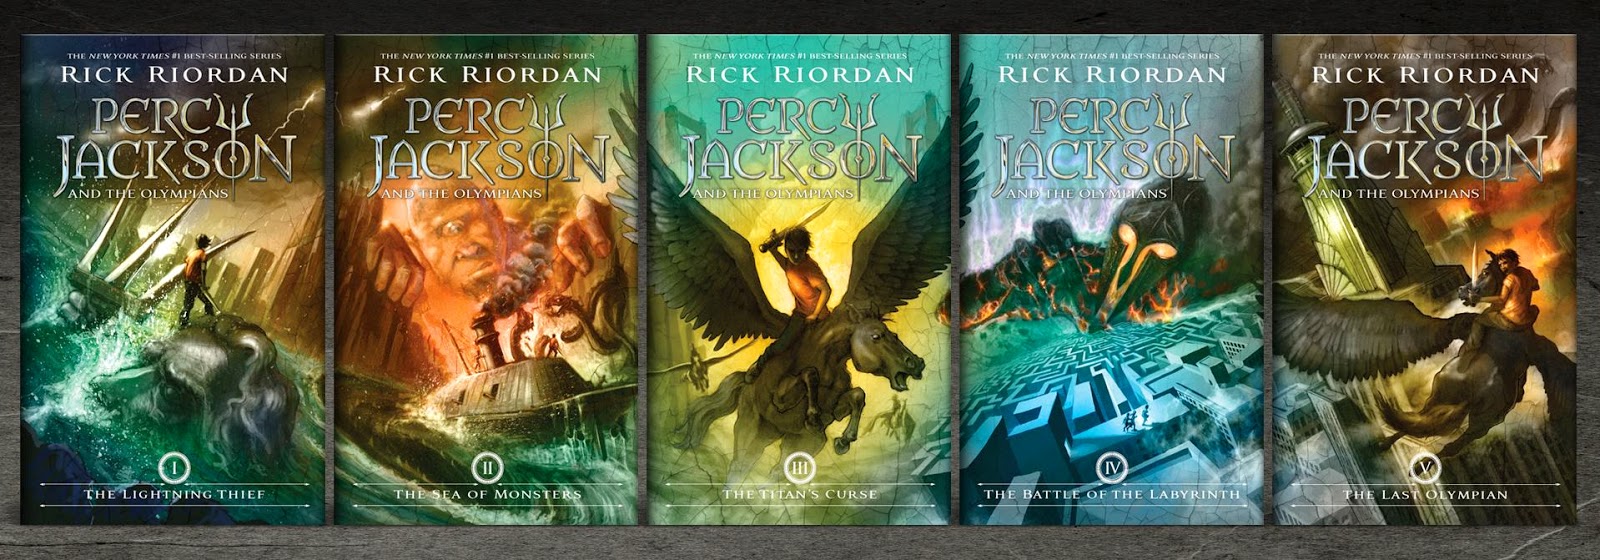 THE NEW YORK TIMES #1 BEST-SELLING SERIES
RICK RIORDAN
PERCY
JACKSON
AND THE OLYMPIANS
I
THE LIGHTNING THIEF
THE NEW YORK TIMES #1 BEST-SELLING SERIES
RICK RIORDAN
PERCY
JACKSON
AND THE OLYMPIANS
II
THE SEA OF MONSTERS
THE NEW YORK TIMES #1 BEST-SELLING SERIES
RICK RIORDAN
PERCY
JACKSON
AND THE OLYMPIANS
III
THE TITAN'S CURSE
THE NEW YORK TIMES #1 BEST-SELLING SERIES
RICK RIORDAN
PERCY
JACKSON
AND THE OLYMPIANS
IV
THE BATTLE OF THE LABYRINTH
THE NEW YORK TIMES #1 BEST-SELLING SERIES
RICK RIORDAN
PERCY
JACKSON
AND THE OLYMPIANS
V
THE LAST OLYMPIAN